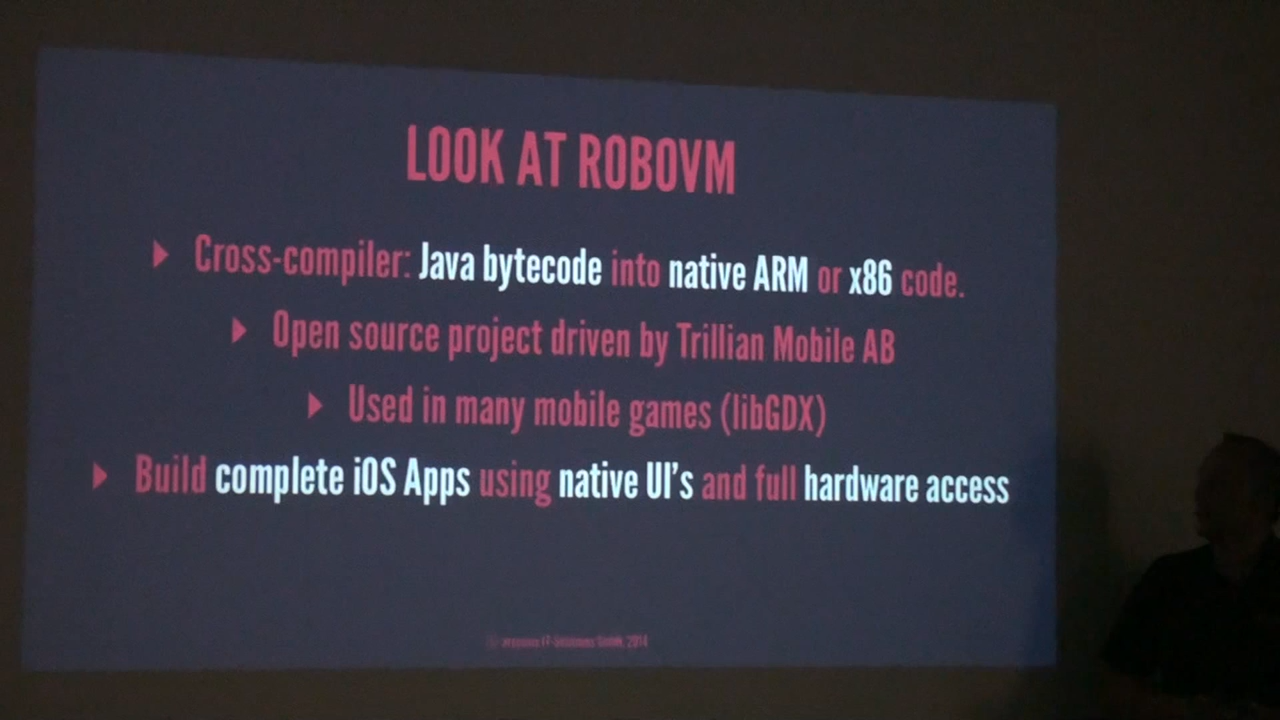 LOOK AT ROBOVM
Cross-compiler: Java bytecode into native ARM or x86 code.
Open source project driven by Trillian Mobile AB
Used in many mobile games (libGDX)
Build complete iOS Apps using native UI's and full hardware access
2014